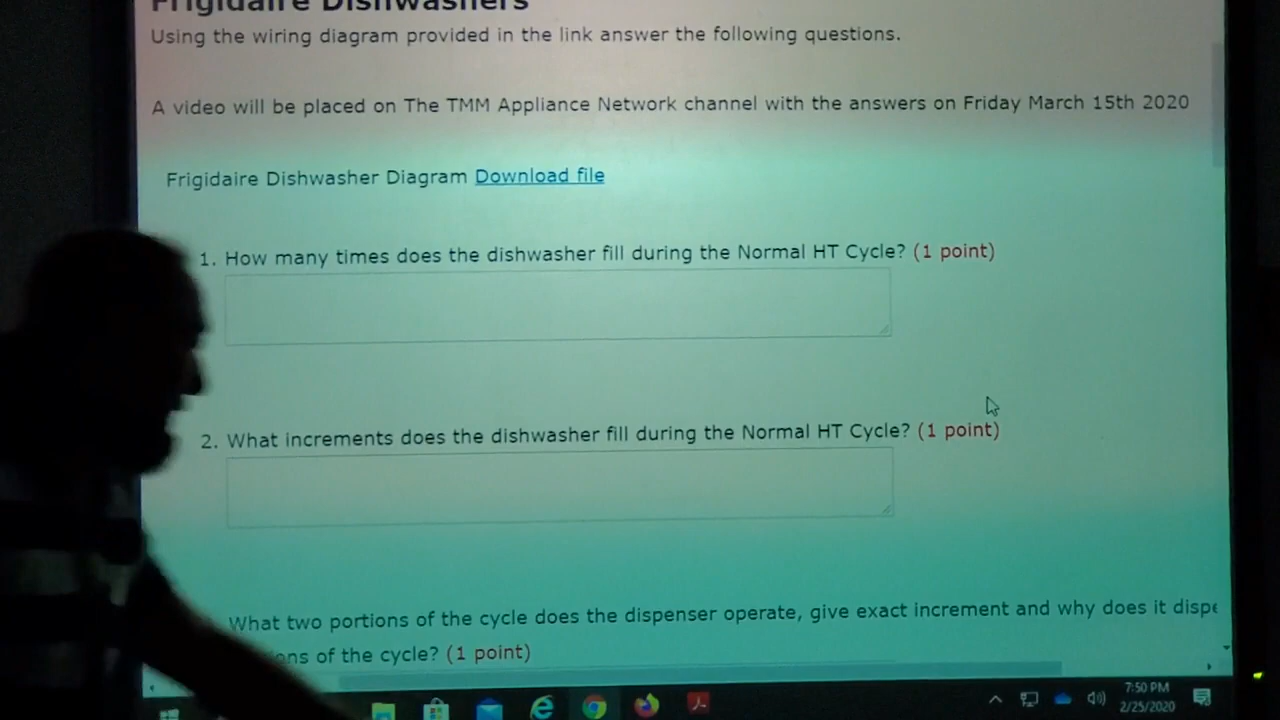 Frigidaire Dishwashers
Using the wiring diagram provided in the link answer the following questions.
A video will be placed on The TMM Appliance Network channel with the answers on Friday March 15th 2020
Frigidaire Dishwasher Diagram Download file
1. How many times does the dishwasher fill during the Normal HT Cycle? (1 point)
2. What increments does the dishwasher fill during the Normal HT Cycle? (1 point)
What two portions of the cycle does the dispenser operate, give exact increment and why does it
of the cycle? (1 point)
7:50 PM
2/25/2020